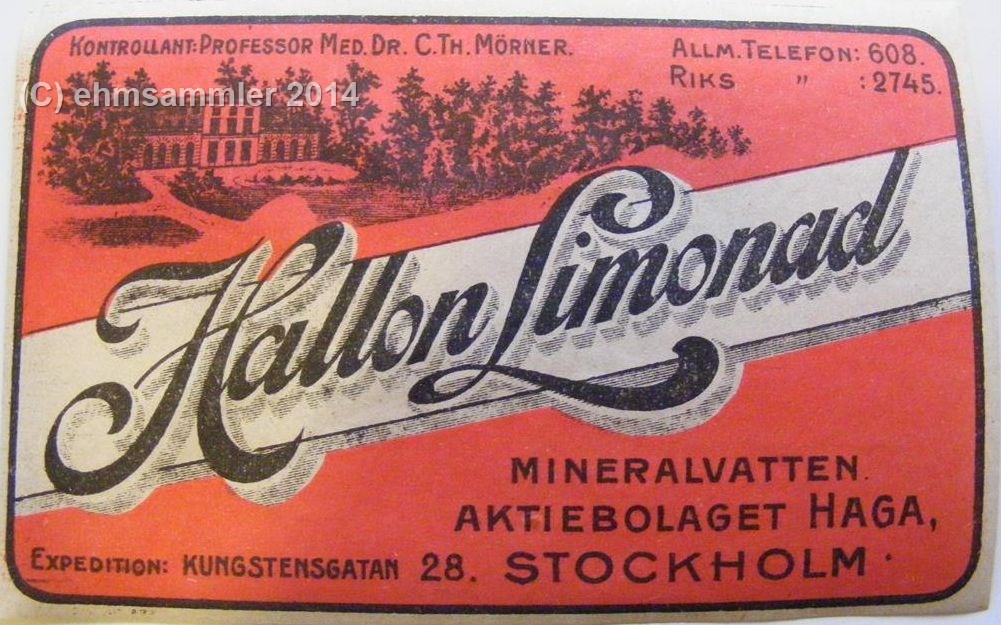 KONTROLLANT: PROFESSOR MED. DR. C. TH. MÖRNER.
ALLM. TELEFON: 608.
RIKS " : 2745.
(C) ehmsammler 2014
Hallon Limonad
MINERALVATTEN
AKTIEBOLAGET HAGA,
EXPEDITION: KUNGSTENSGATAN 28. STOCKHOLM.